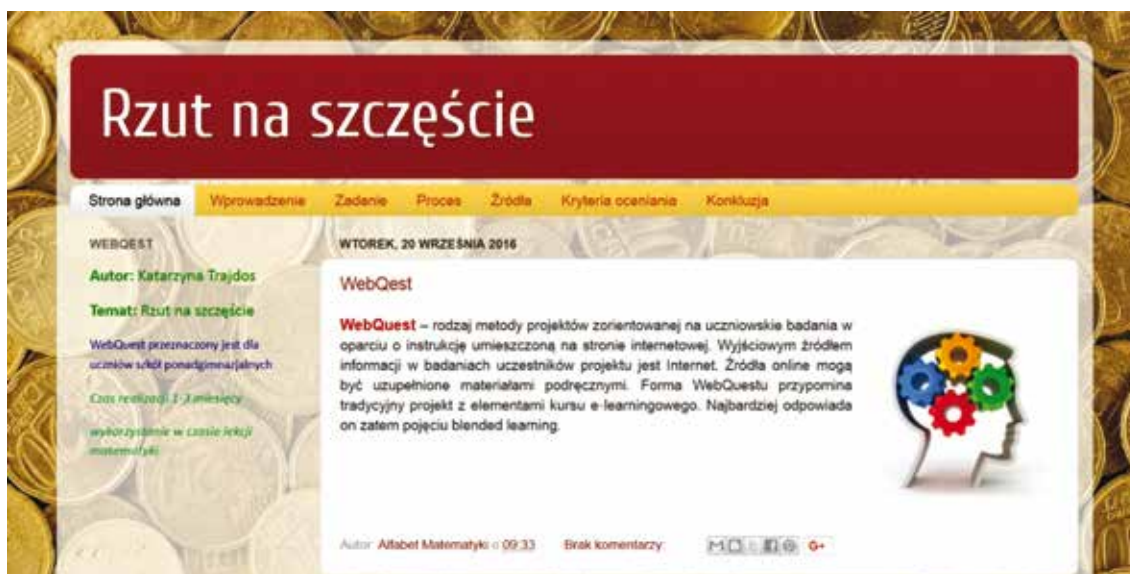 Rzut na szczęście
Strona główna Wprowadzenie Zadanie Proces Źródła Kryteria oceniania Konkluzja
WEBQEST
Autor: Katarzyna Trajdos
Temat: Rzut na szczęście
WebQuest przeznaczony jest dla
uczniów szkół ponadgimnazjalnych
Czas realizacji 1-3 miesięcy
wykorzystanie w czasie lekcji
matematyki
WTOREK, 20 WRZEŚNIA 2016
WebQest
WebQuest – rodzaj metody projektów zorientowanej na uczniowskie badania w
oparciu o instrukcję umieszczoną na stronie internetowej. Wyjściowym źródłem
informacji w badaniach uczestników projektu jest Internet. Źródła online mogą
być uzupełnione materiałami podręcznymi. Forma WebQuestu przypomina
tradycyjny projekt z elementami kursu e-learningowego. Najbardziej odpowiada
on zatem pojęciu blended learning.
Autor: Alfabet Matematyki o 09:33 Brak komentarzy:
G+